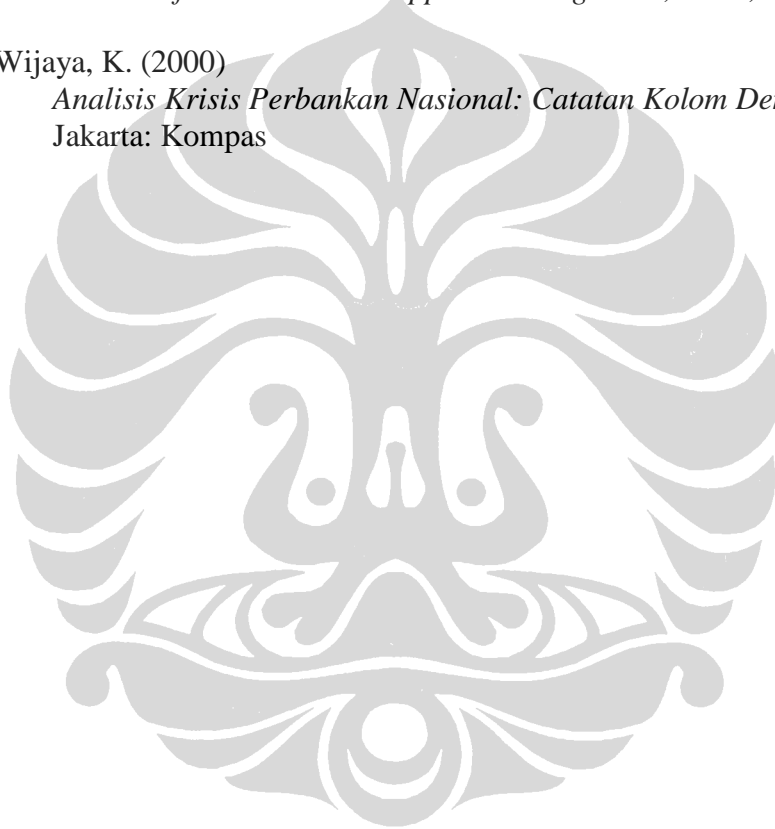 Wijaya, K. (2000)
Analisis Krisis Perbankan Nasional: Catatan Kolom
Jakarta: Kompas